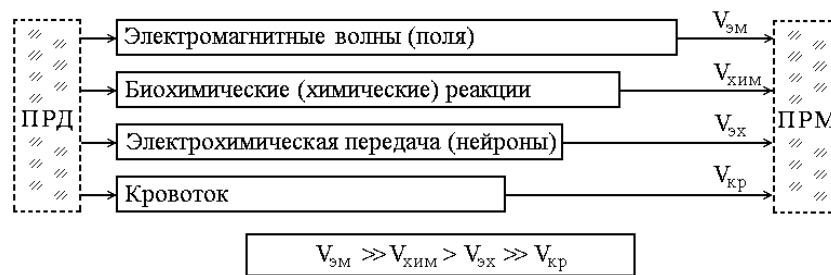 Электромагнитные волны (поля) Vэм
Биохимические (химические) реакции Vхим
ПРД ПРМ
Электрохимическая передача (нейроны) Vэх
Кровоток Vкр
Vэм ≫ Vхим > Vэх ≫ Vкр